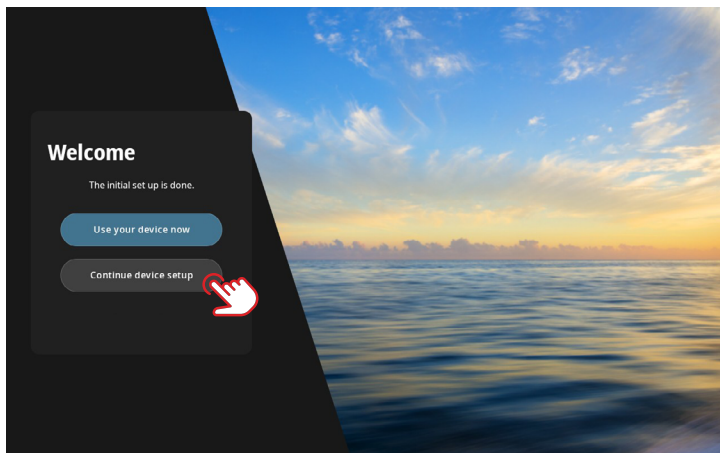 Welcome
The initial set up is done.
Use your device now
Continue device setup